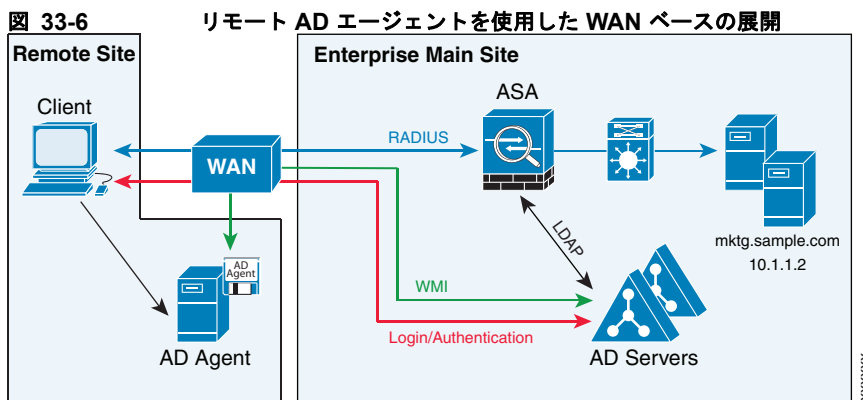 図 33-6 リモート AD エージェントを使用した WAN ベースの展開
Remote Site
Enterprise Main Site
Client
ASA
RADIUS
WAN
LDAP
mktg.sample.com
10.1.1.2
AD
Agent
WMI
Login/Authentication
AD Agent
AD Servers